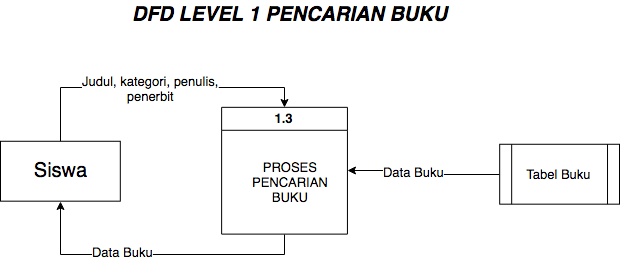 DFD LEVEL 1 PENCARIAN BUKU
Judul, kategori, penulis,
penerbit
1.3
Siswa
PROSES
PENCARIAN
BUKU
Data Buku
Tabel Buku
Data Buku